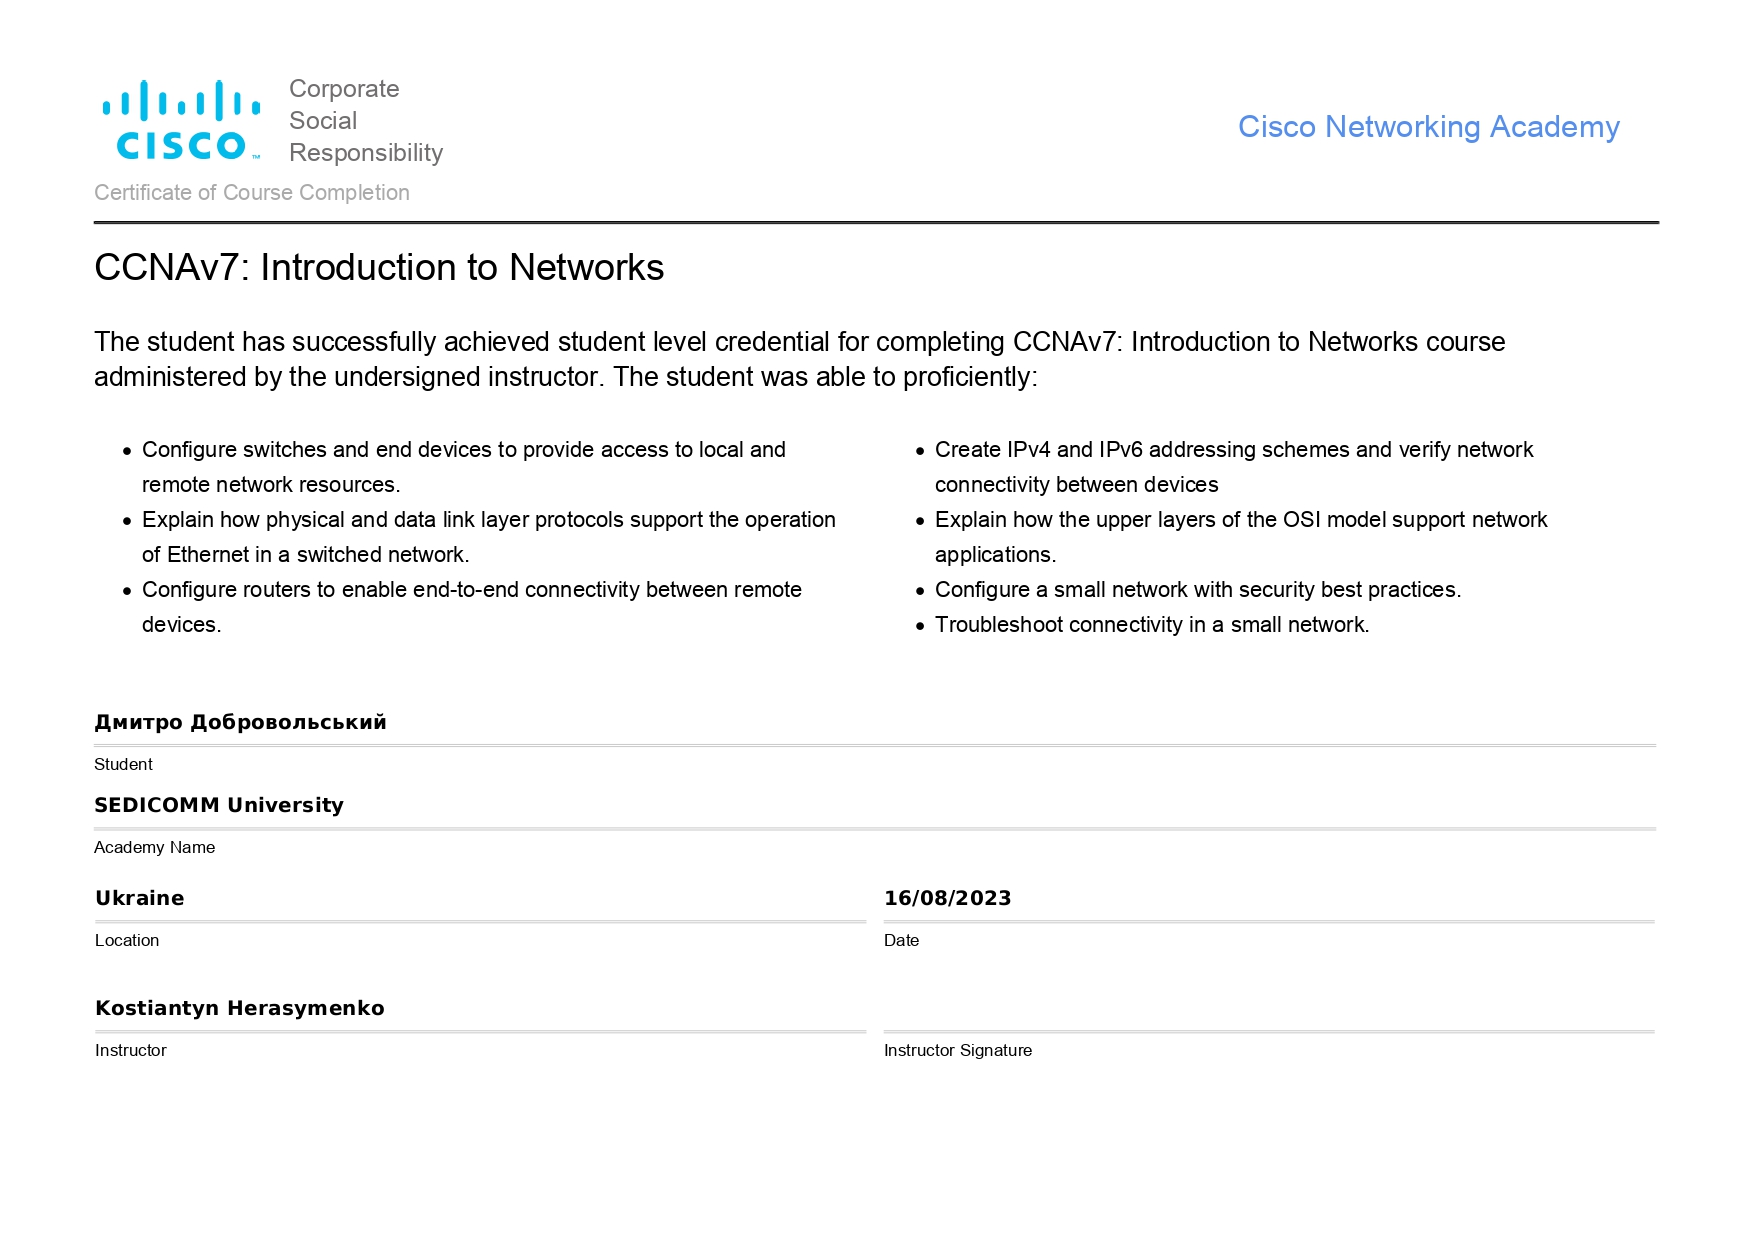 CISCO™
Corporate
Social
Responsibility
Cisco Networking Academy
Certificate of Course Completion
CCNAv7: Introduction to Networks
The student has successfully achieved student level credential for completing CCNAv7: Introduction to Networks course
administered by the undersigned instructor. The student was able to proficiently:
• Configure switches and end devices to provide access to local and
remote network resources.
• Explain how physical and data link layer protocols support the operation
of Ethernet in a switched network.
• Configure routers to enable end-to-end connectivity between remote
devices.
• Create IPv4 and IPv6 addressing schemes and verify network
connectivity between devices
• Explain how the upper layers of the OSI model support network
applications.
• Configure a small network with security best practices.
• Troubleshoot connectivity in a small network.
Дмитро Добровольський
Student
SEDICOMM University
Academy Name
Ukraine
Location
16/08/2023
Date
Kostiantyn Herasymenko
Instructor
Instructor Signature